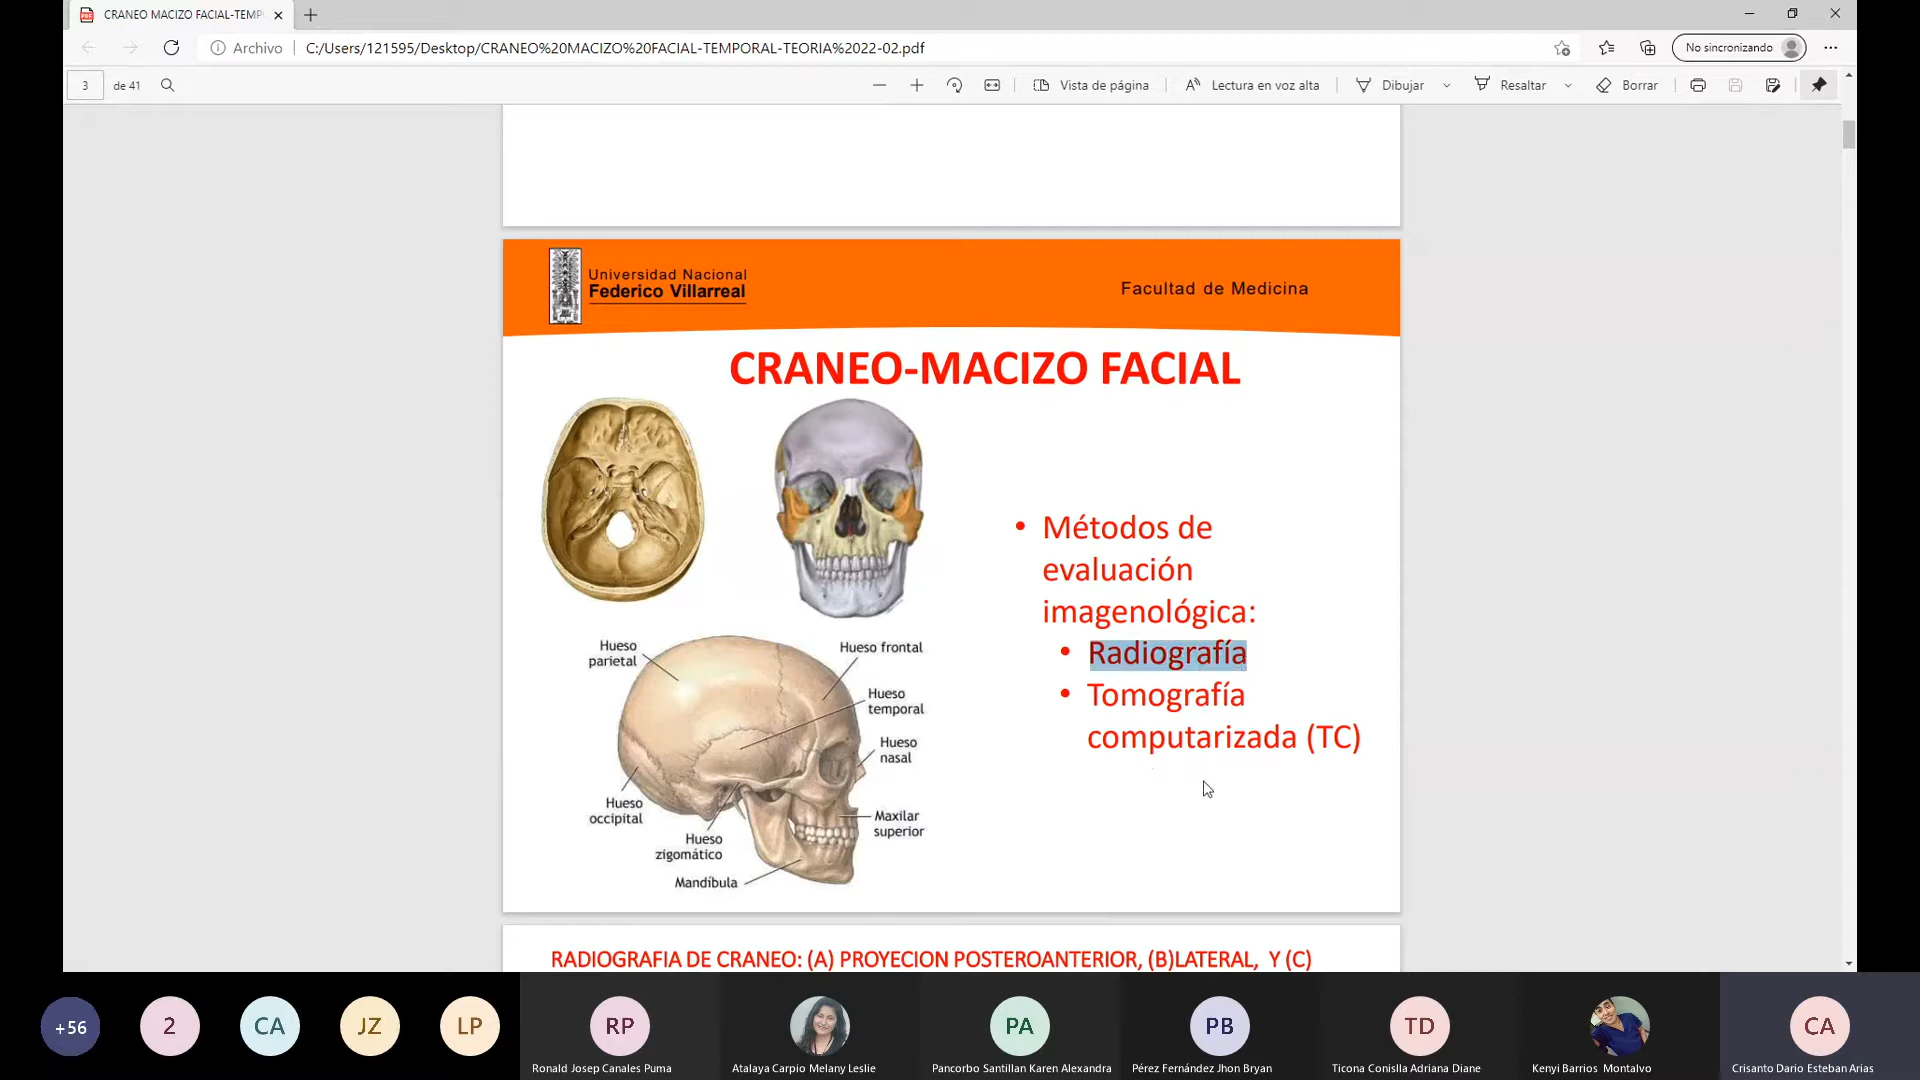 CRANEO MACIZO FACIAL-TEMP
Archivo
C:/Users/121595/Desktop/CRANEO%20MACIZO%20FACIAL-TEMPORAL-TEORIA%2022-02.pdf
No sincronizando
3 de 41
Vista de página
Lectura en voz alta
Dibujar
Resaltar
Borrar
Universidad Nacional
Federico Villarreal
Facultad de Medicina
CRANEO-MACIZO FACIAL
• Métodos de
evaluación
imagenológica:
• Radiografía
• Tomografía
computarizada (TC)
Hueso
parietal
Hueso frontal
Hueso
temporal
Hueso
nasal
Hueso
occipital
Maxilar
superior
Hueso
zigomático
Mandíbula
RADIOGRAFIA DE CRANEO: (A) PROYECION POSTEROANTERIOR, (B)LATERAL, Y (C)
+56
2
CA
JZ
LP
RP
PA
PB
TD
CA
Ronald Josep Canales Puma
Atalaya Carpio Melany Leslie
Pancorbo Santillan Karen Alexandra
Pérez Fernández Jhon Bryan
Ticona Conislla Adriana Diane
Kenyi Barrios Montalvo
Crisanto Dario Esteban Arias